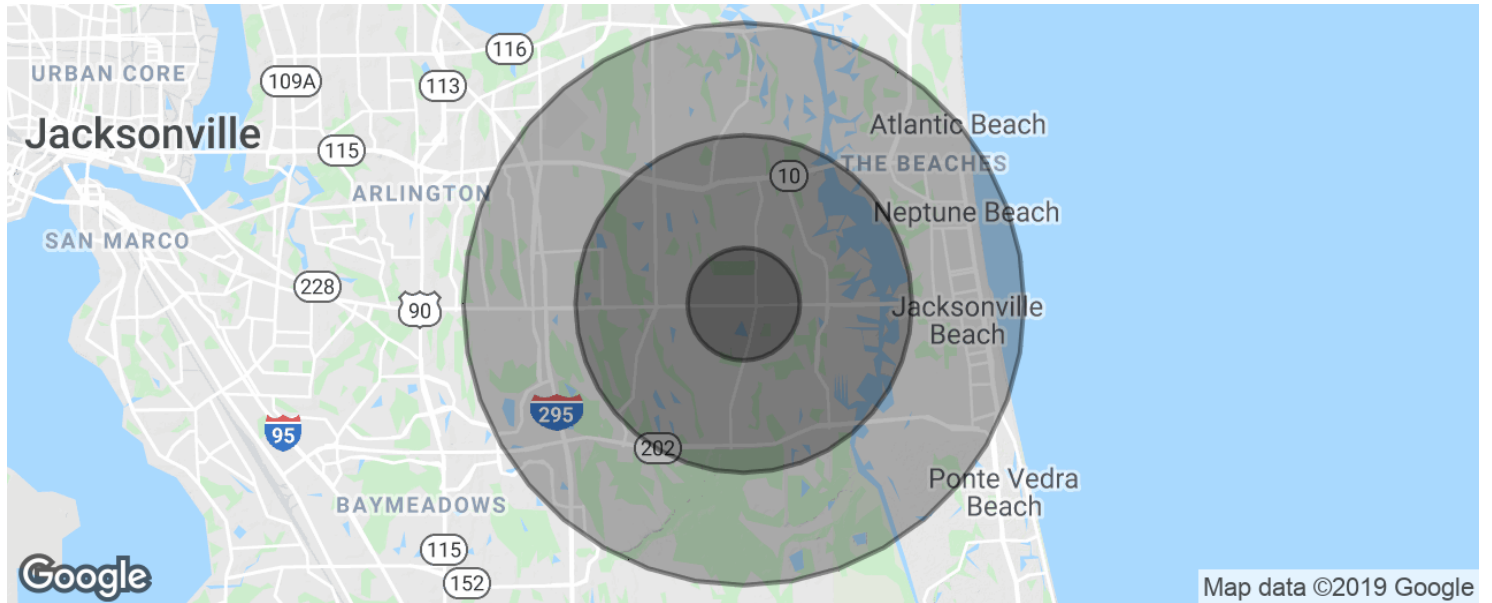 116
URBAN CORE
109A
113
Jacksonville
Atlantic Beach
115
THE BEACHES
10
ARLINGTON
Neptune Beach
SAN MARCO
228
90
Jacksonville
Beach
295
95
202
Ponte Vedra
Beach
BAYMEADOWS
115
152
Google
Map data ©2019 Google